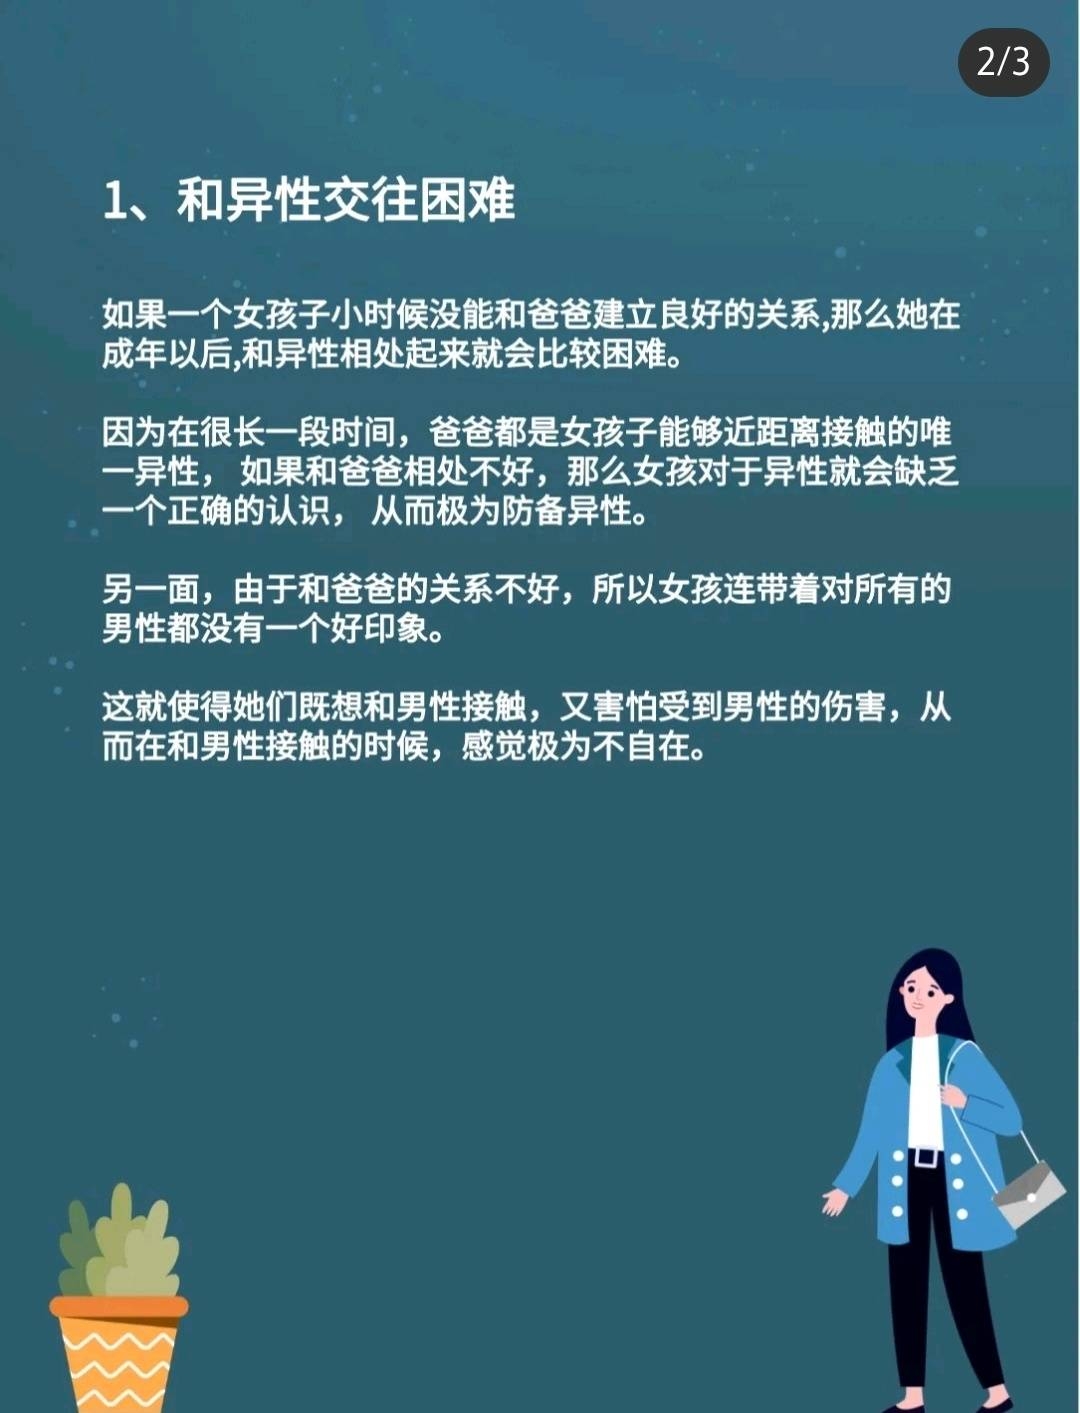 2/3
1、和异性交往困难
如果一个女孩子小时候没能和爸爸建立良好的关系,那么她在
成年以后,和异性相处起来就会比较困难。
因为在很长一段时间，爸爸都是女孩子能够近距离接触的唯
一异性， 如果和爸爸相处不好，那么女孩对于异性就会缺乏
一个正确的认识， 从而极为防备异性。
另一面，由于和爸爸的关系不好，所以女孩连带着对所有的
男性都没有一个好印象。
这就使得她们既想和男性接触，又害怕受到男性的伤害，从
而在和男性接触的时候，感觉极为不自在。